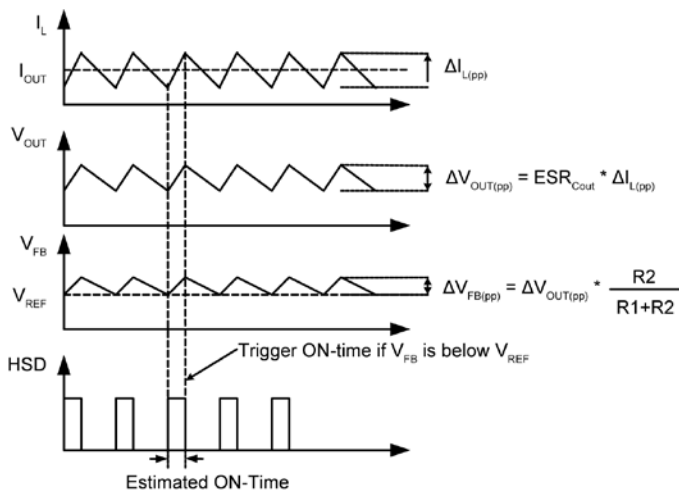 I_L
I_OUT
ΔI_L(pp)
V_OUT
ΔV_OUT(pp) = ESR_Cout * ΔI_L(pp)
V_FB
V_REF
ΔV_FB(pp) = ΔV_OUT(pp) * R2
R1+R2
Trigger ON-time if V_FB is below V_REF
HSD
Estimated ON-Time